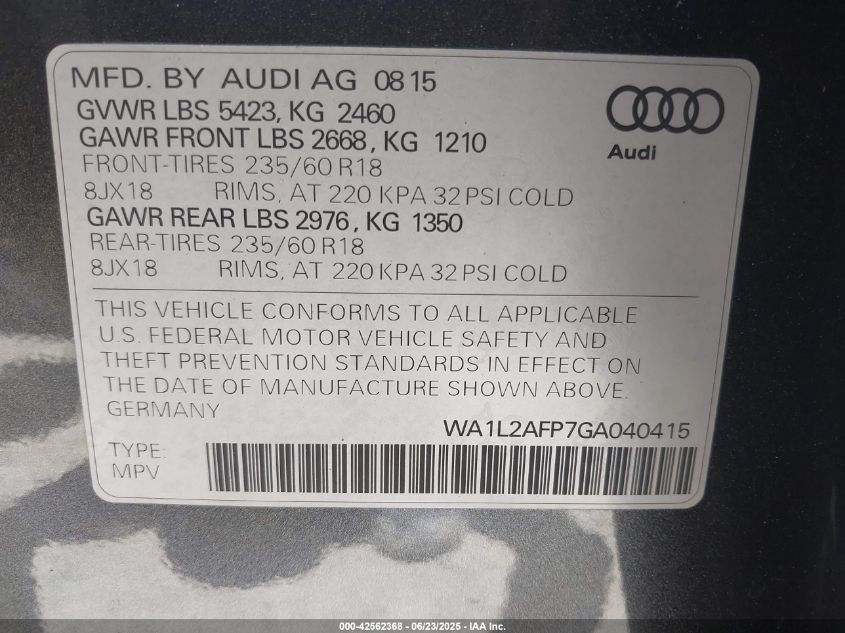 MFD. BY AUDI AG 08 15
GVWR LBS 5423, KG 2460
GAWR FRONT LBS 2668, KG 1210
FRONT-TIRES 235/60 R18
8JX18 RIMS, AT 220 KPA 32 PSI COLD
GAWR REAR LBS 2976, KG 1350
REAR-TIRES 235/60 R18
8JX18 RIMS, AT 220 KPA 32 PSI COLD
Audi
THIS VEHICLE CONFORMS TO ALL APPLICABLE
U.S. FEDERAL MOTOR VEHICLE SAFETY AND
THEFT PREVENTION STANDARDS IN EFFECT ON
THE DATE OF MANUFACTURE SHOWN ABOVE.
GERMANY
WA1L2AFP7GA040415
TYPE:
MPV
000-42562368 - 06/23/2025 - IAA Inc.